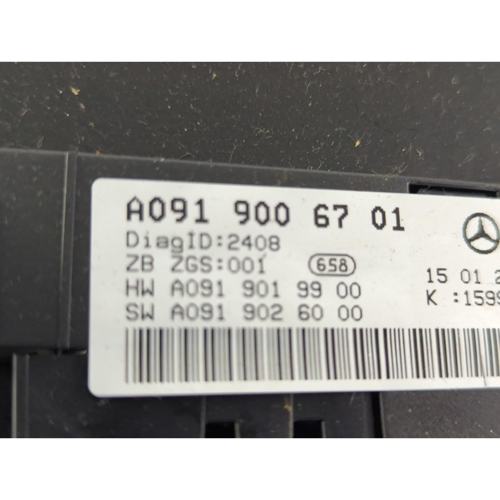 A091 900 67 01
DiagID:2408
ZB ZGS:001 658
15 01 2
HW A091 901 99 00
K :159
SW A091 902 60 00